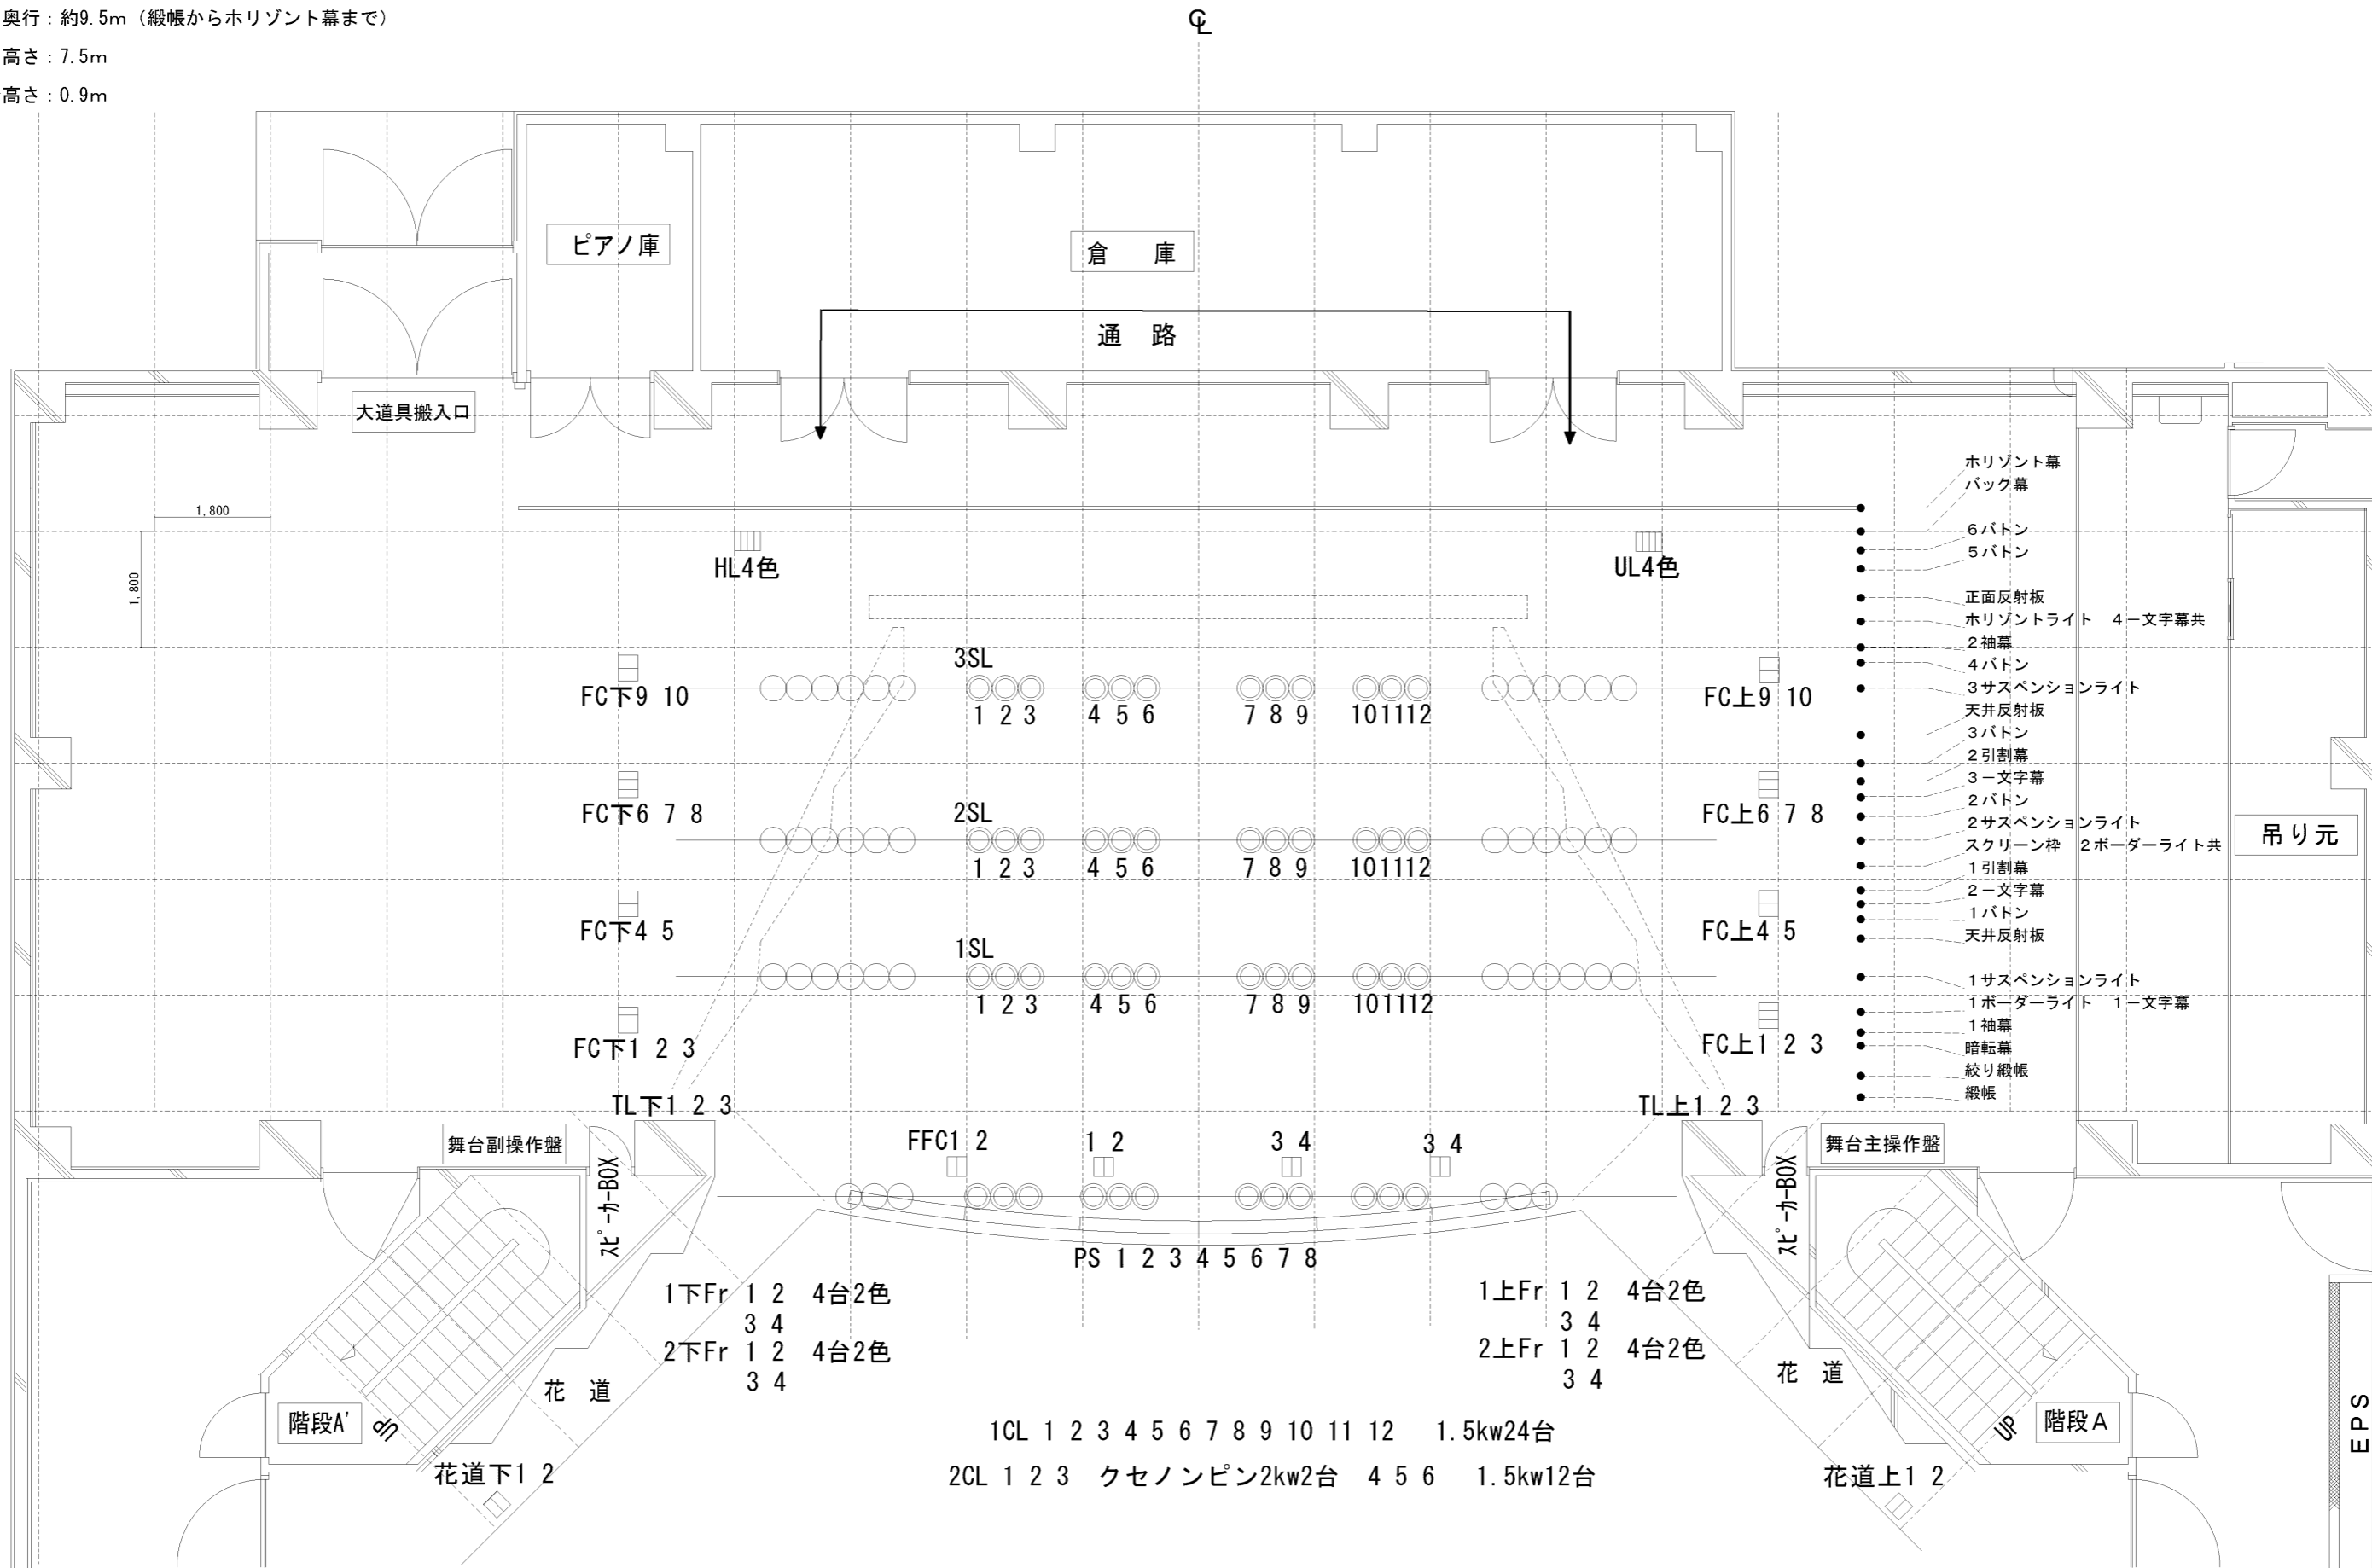 奥行：約9.5m（緞帳からホリゾント幕まで）
高さ：7.5m
高さ：0.9m
℄
ピアノ庫
倉　庫
通　路
大道具搬入口
1,800
1,800
HL4色
UL4色
ホリゾント幕
バック幕
6バトン
5バトン
正面反射板
ホリゾントライト　4一文字幕共
2袖幕
4バトン
3サスペンションライト
天井反射板
3バトン
2引割幕
3一文字幕
2バトン
2サスペンションライト
スクリーン枠　2ボーダーライト共
1引割幕
2一文字幕
1バトン
天井反射板
1サスペンションライト
1ボーダーライト　1一文字幕
1袖幕
暗転幕
絞り緞帳
緞帳
吊り元
3SL
FC下9 10
1 2 3　4 5 6　7 8 9　101112
FC上9 10
2SL
FC下6 7 8
1 2 3　4 5 6　7 8 9　101112
FC上6 7 8
FC下4 5
FC上4 5
1SL
1 2 3　4 5 6　7 8 9　101112
FC下1 2 3
FC上1 2 3
TL下1 2 3
TL上1 2 3
舞台副操作盤
FFC1 2　1 2　3 4　3 4
舞台主操作盤
ｽﾋﾟｰｶｰBOX
ｽﾋﾟｰｶｰBOX
PS 1 2 3 4 5 6 7 8
1下Fr 1 2　4台2色
3 4
2下Fr 1 2　4台2色
3 4
1上Fr 1 2　4台2色
3 4
2上Fr 1 2　4台2色
3 4
花　道
花　道
階段A'
UP
UP
階段A
EPS
1CL 1 2 3 4 5 6 7 8 9 10 11 12　1.5kw24台
花道下1 2
2CL 1 2 3　クセノンピン2kw2台　4 5 6　1.5kw12台
花道上1 2